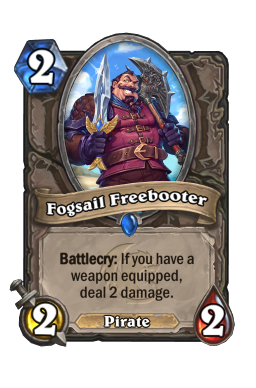 2
Fogsail Freebooter
Battlecry: If you have a
weapon equipped,
deal 2 damage.
2
Pirate
2